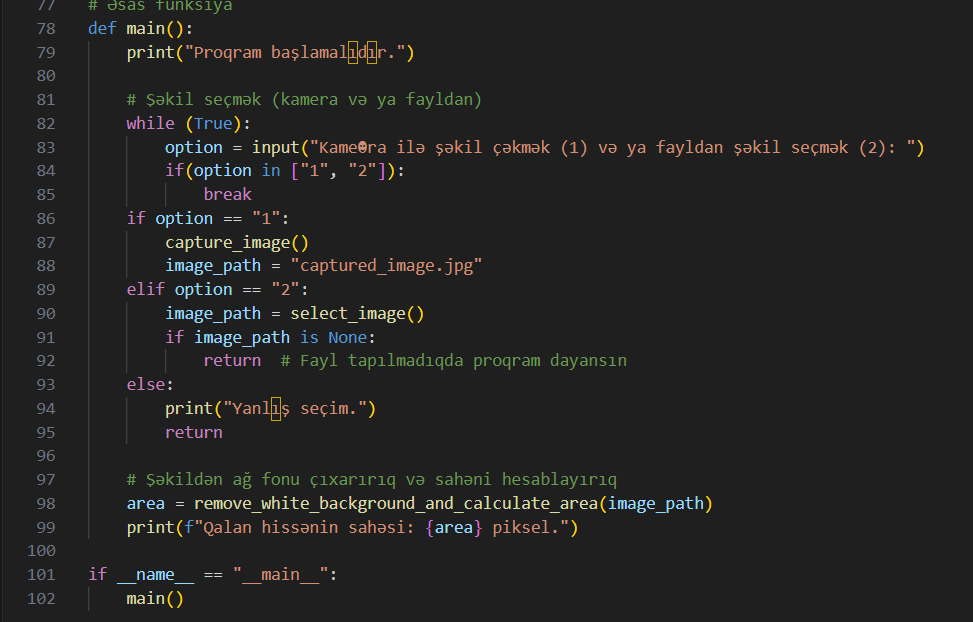 77 # Əsas funksiya
78 def main():
79     print("Proqram başlamalıdır.")
80
81     # Şəkil seçmək (kamera və ya fayldan)
82     while (True):
83         option = input("Kamera ilə şəkil çəkmək (1) və ya fayldan şəkil seçmək (2): ")
84         if(option in ["1", "2"]):
85             break
86     if option == "1":
87         capture_image()
88         image_path = "captured_image.jpg"
89     elif option == "2":
90         image_path = select_image()
91         if image_path is None:
92             return  # Fayl tapılmadıqda proqram dayansın
93     else:
94         print("Yanlış seçim.")
95         return
96
97     # Şəkildən ağ fonu çıxarırıq və sahəni hesablayırıq
98     area = remove_white_background_and_calculate_area(image_path)
99     print(f"Qalan hissənin sahəsi: {area} piksel.")
100
101 if __name__ == "__main__":
102     main()